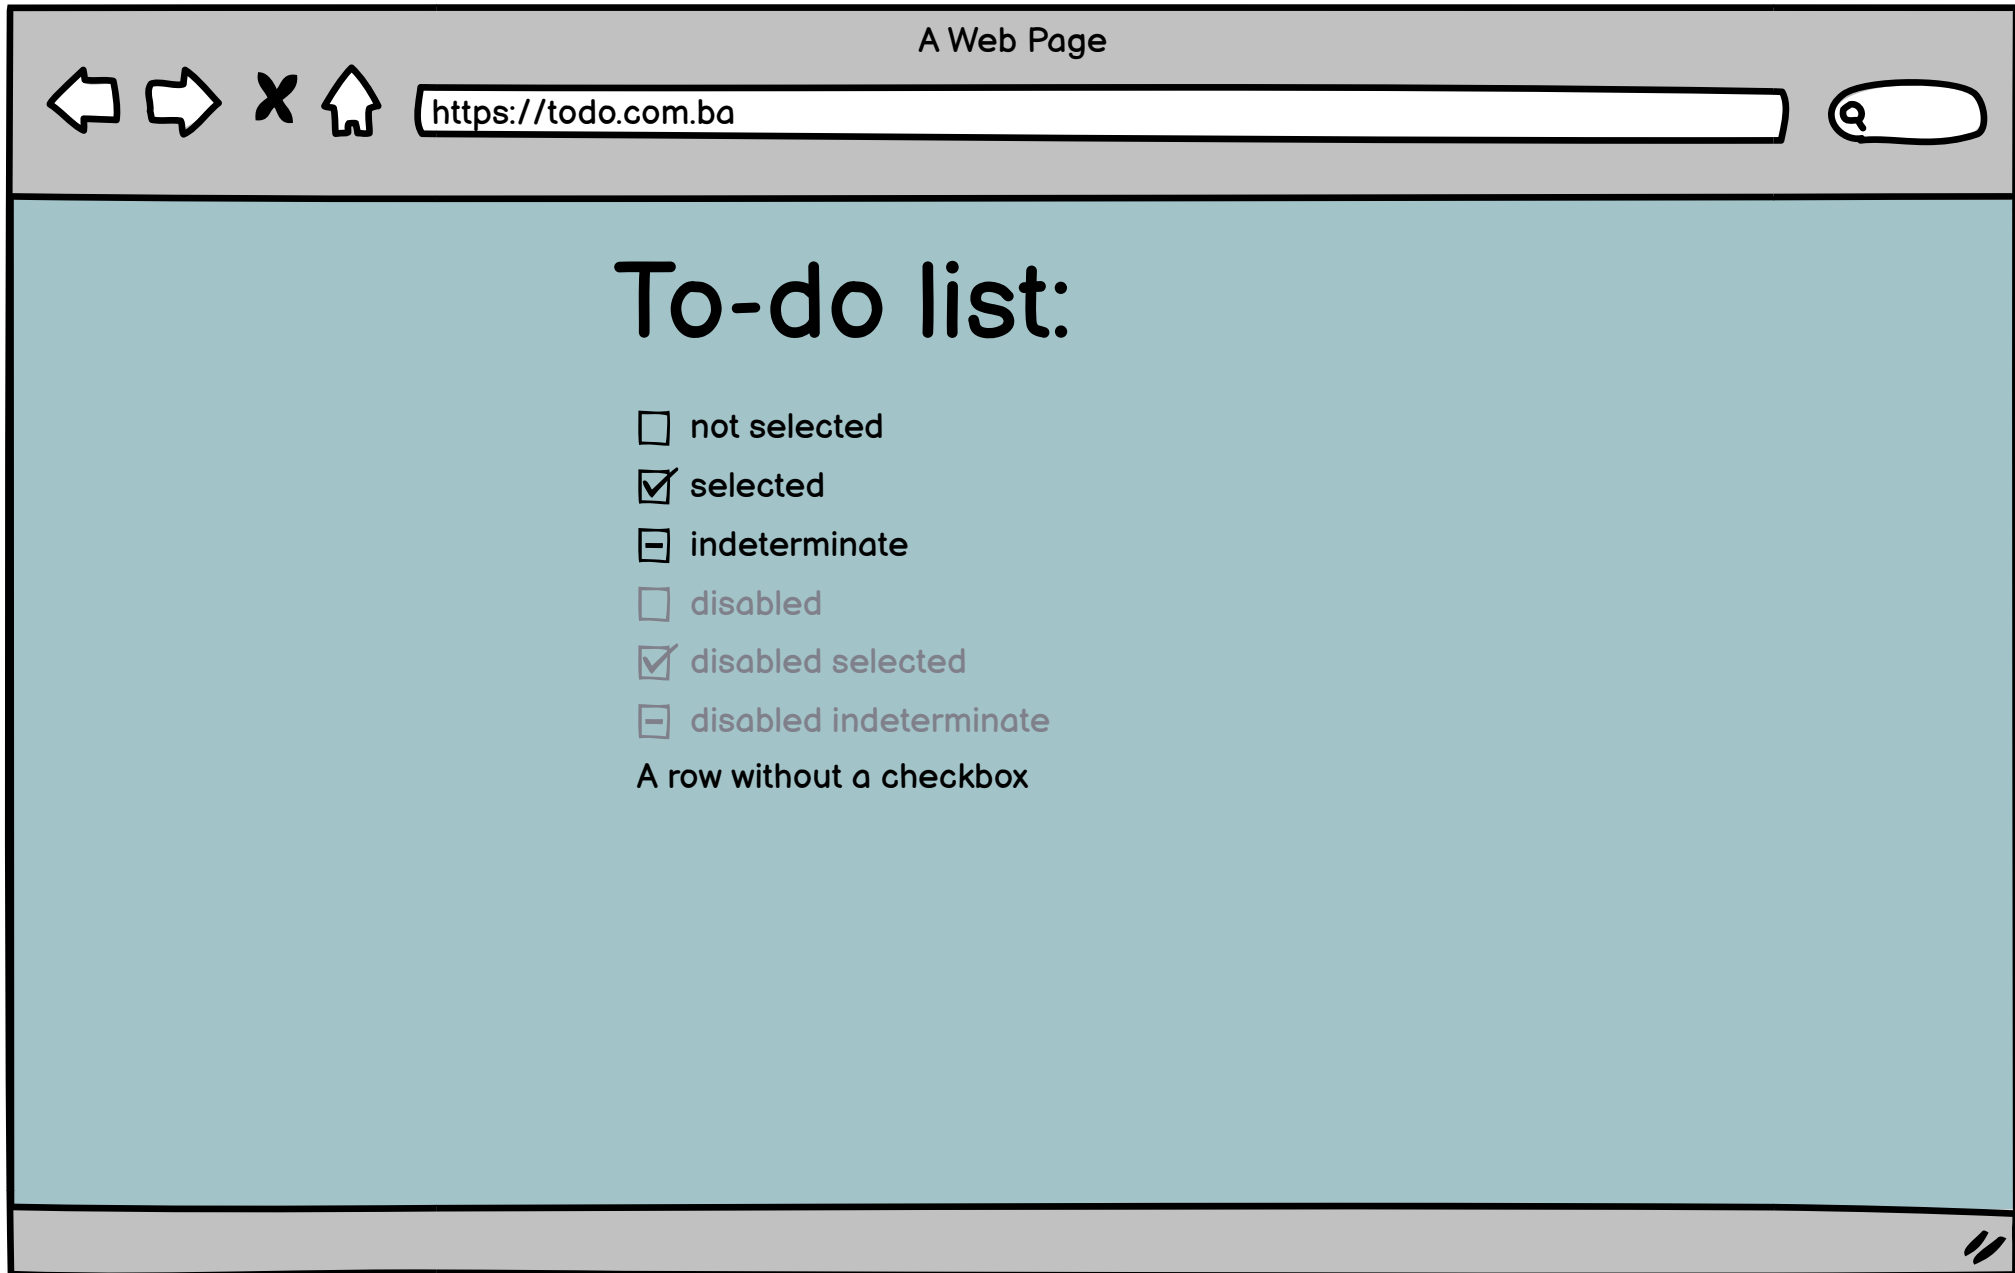 A Web Page
https://todo.com.ba
To-do list:
not selected
selected
indeterminate
disabled
disabled selected
disabled indeterminate
A row without a checkbox